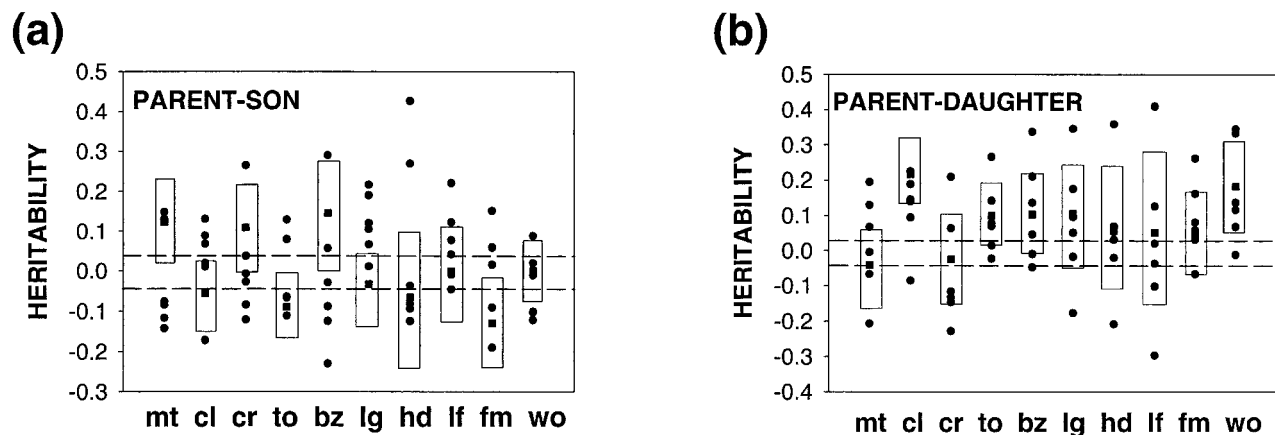 (a)
PARENT-SON
HERITABILITY
0.5
0.4
0.3
0.2
0.1
0.0
-0.1
-0.2
-0.3
mt cl cr to bz lg hd lf fm wo
(b)
PARENT-DAUGHTER
HERITABILITY
0.5
0.4
0.3
0.2
0.1
0.0
-0.1
-0.2
-0.3
-0.4
mt cl cr to bz lg hd lf fm wo